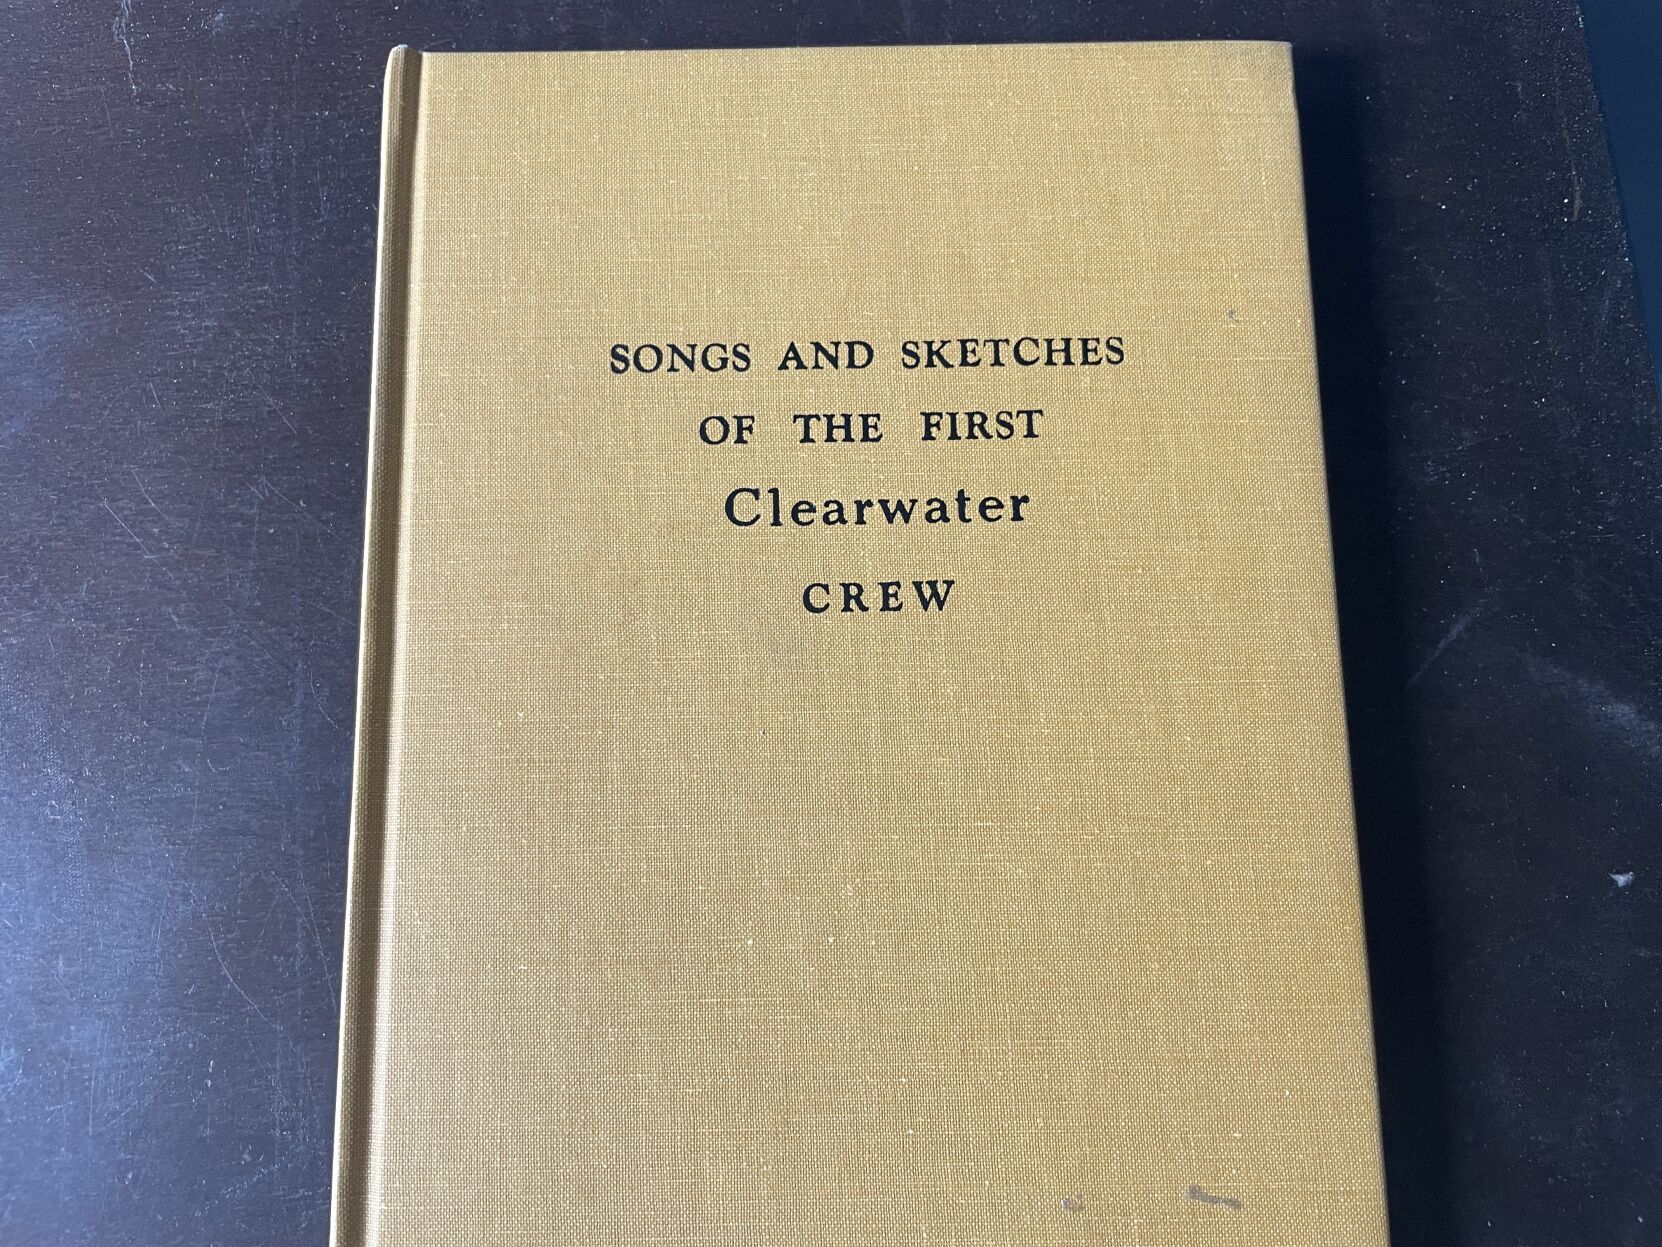 SONGS AND SKETCHES
OF THE FIRST
Clearwater
CREW